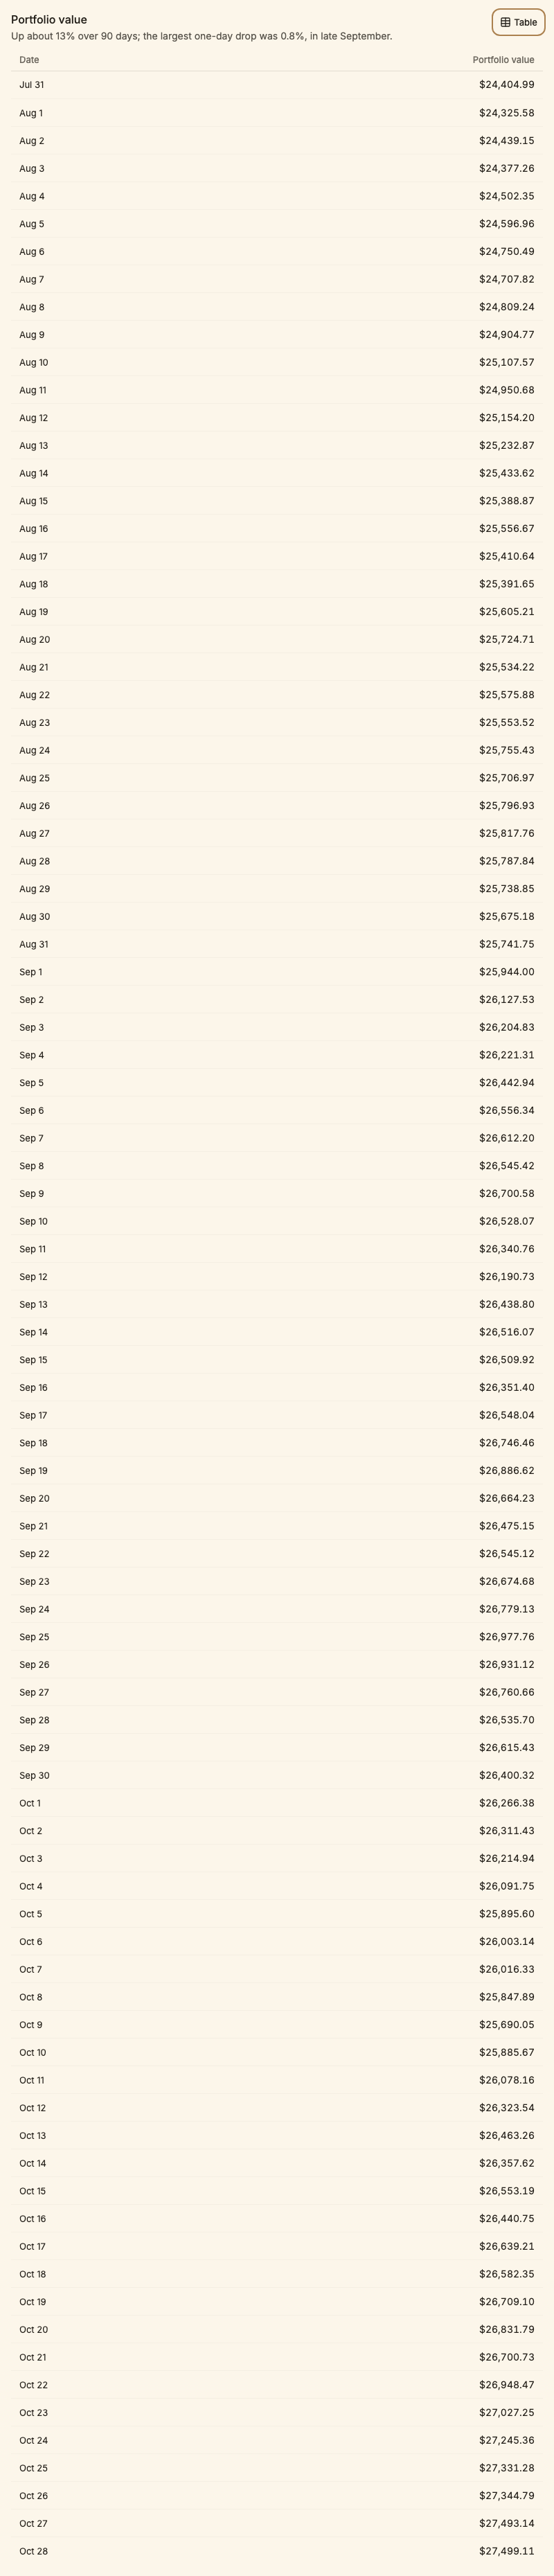 Portfolio value
Table
Up about 13% over 90 days; the largest one-day drop was 0.8%, in late September.
Date Portfolio value
Jul 31 $24,404.99
Aug 1 $24,325.58
Aug 2 $24,439.15
Aug 3 $24,377.26
Aug 4 $24,502.35
Aug 5 $24,596.96
Aug 6 $24,750.49
Aug 7 $24,707.82
Aug 8 $24,809.24
Aug 9 $24,904.77
Aug 10 $25,107.57
Aug 11 $24,950.68
Aug 12 $25,154.20
Aug 13 $25,232.87
Aug 14 $25,433.62
Aug 15 $25,388.87
Aug 16 $25,556.67
Aug 17 $25,410.64
Aug 18 $25,391.65
Aug 19 $25,605.21
Aug 20 $25,724.71
Aug 21 $25,534.22
Aug 22 $25,575.88
Aug 23 $25,553.52
Aug 24 $25,755.43
Aug 25 $25,706.97
Aug 26 $25,796.93
Aug 27 $25,817.76
Aug 28 $25,787.84
Aug 29 $25,738.85
Aug 30 $25,675.18
Aug 31 $25,741.75
Sep 1 $25,944.00
Sep 2 $26,127.53
Sep 3 $26,204.83
Sep 4 $26,221.31
Sep 5 $26,442.94
Sep 6 $26,556.34
Sep 7 $26,612.20
Sep 8 $26,545.42
Sep 9 $26,700.58
Sep 10 $26,528.07
Sep 11 $26,340.76
Sep 12 $26,190.73
Sep 13 $26,438.80
Sep 14 $26,516.07
Sep 15 $26,509.92
Sep 16 $26,351.40
Sep 17 $26,548.04
Sep 18 $26,746.46
Sep 19 $26,886.62
Sep 20 $26,664.23
Sep 21 $26,475.15
Sep 22 $26,545.12
Sep 23 $26,674.68
Sep 24 $26,779.13
Sep 25 $26,977.76
Sep 26 $26,931.12
Sep 27 $26,760.66
Sep 28 $26,535.70
Sep 29 $26,615.43
Sep 30 $26,400.32
Oct 1 $26,266.38
Oct 2 $26,311.43
Oct 3 $26,214.94
Oct 4 $26,091.75
Oct 5 $25,895.60
Oct 6 $26,003.14
Oct 7 $26,016.33
Oct 8 $25,847.89
Oct 9 $25,690.05
Oct 10 $25,885.67
Oct 11 $26,078.16
Oct 12 $26,323.54
Oct 13 $26,463.26
Oct 14 $26,357.62
Oct 15 $26,553.19
Oct 16 $26,440.75
Oct 17 $26,639.21
Oct 18 $26,582.35
Oct 19 $26,709.10
Oct 20 $26,831.79
Oct 21 $26,700.73
Oct 22 $26,948.47
Oct 23 $27,027.25
Oct 24 $27,245.36
Oct 25 $27,331.28
Oct 26 $27,344.79
Oct 27 $27,493.14
Oct 28 $27,499.11